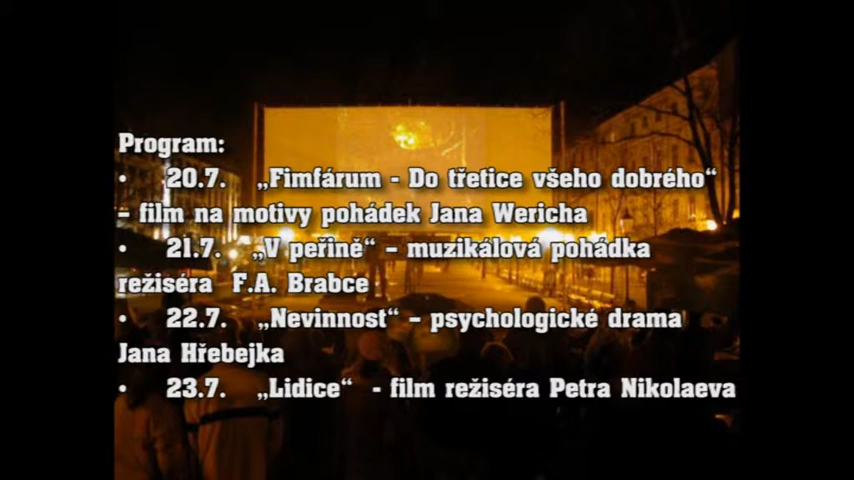 Program:
• 20.7. „Fimfárum - Do třetice všeho dobrého“
– film na motivy pohádek Jana Wericha
• 21.7. „V peřině“ – muzikálová pohádka
režiséra F.A. Brabce
• 22.7. „Nevinnost“ – psychologické drama
Jana Hřebejka
• 23.7. „Lidice“ - film režiséra Petra Nikolaeva